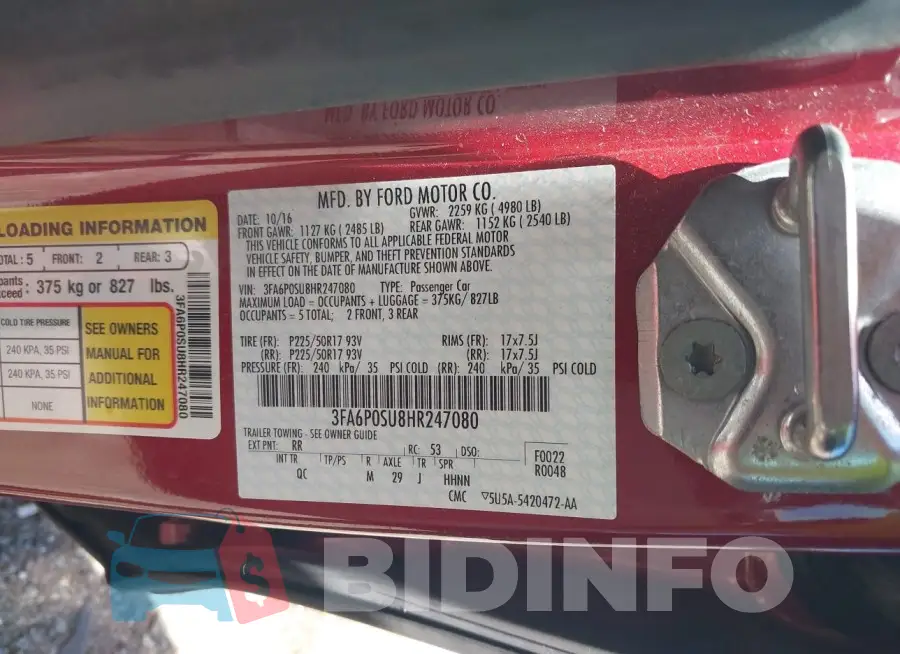 MFD. BY FORD MOTOR CO.
MFD. BY FORD MOTOR CO.
DATE: 10/16 GVWR: 2259 KG ( 4980 LB)
FRONT GAWR: 1127 KG ( 2485 LB) REAR GAWR: 1152 KG ( 2540 LB)
THIS VEHICLE CONFORMS TO ALL APPLICABLE FEDERAL MOTOR
VEHICLE SAFETY, BUMPER, AND THEFT PREVENTION STANDARDS
IN EFFECT ON THE DATE OF MANUFACTURE SHOWN ABOVE.
VIN: 3FA6P0SU8HR247080 TYPE: Passenger Car
MAXIMUM LOAD = OCCUPANTS + LUGGAGE = 375KG/ 827LB
OCCUPANTS = 5 TOTAL; 2 FRONT, 3 REAR
TIRE (FR): P225/50R17 93V RIMS (FR): 17x7.5J
(RR): P225/50R17 93V (RR): 17x7.5J
PRESSURE (FR): 240 kPa/ 35 PSI COLD (RR): 240 kPa/ 35 PSI COLD
3FA6P0SU8HR247080
TRAILER TOWING - SEE OWNER GUIDE
EXT PNT: RR RC: 53 DSO: F0022
INT TR TP/PS R AXLE TR SPR R0048
QC M 29 J HHNN
CMC ▽5U5A-5420472-AA
LOADING INFORMATION
OTAL: 5 FRONT: 2 REAR: 3
pants
xceed: 375 kg or 827 lbs.
COLD TIRE PRESSURE
240 KPA, 35 PSI
240 KPA, 35 PSI
NONE
SEE OWNERS
MANUAL FOR
ADDITIONAL
INFORMATION
3FA6P0SU8HR247080
$
BIDINFO